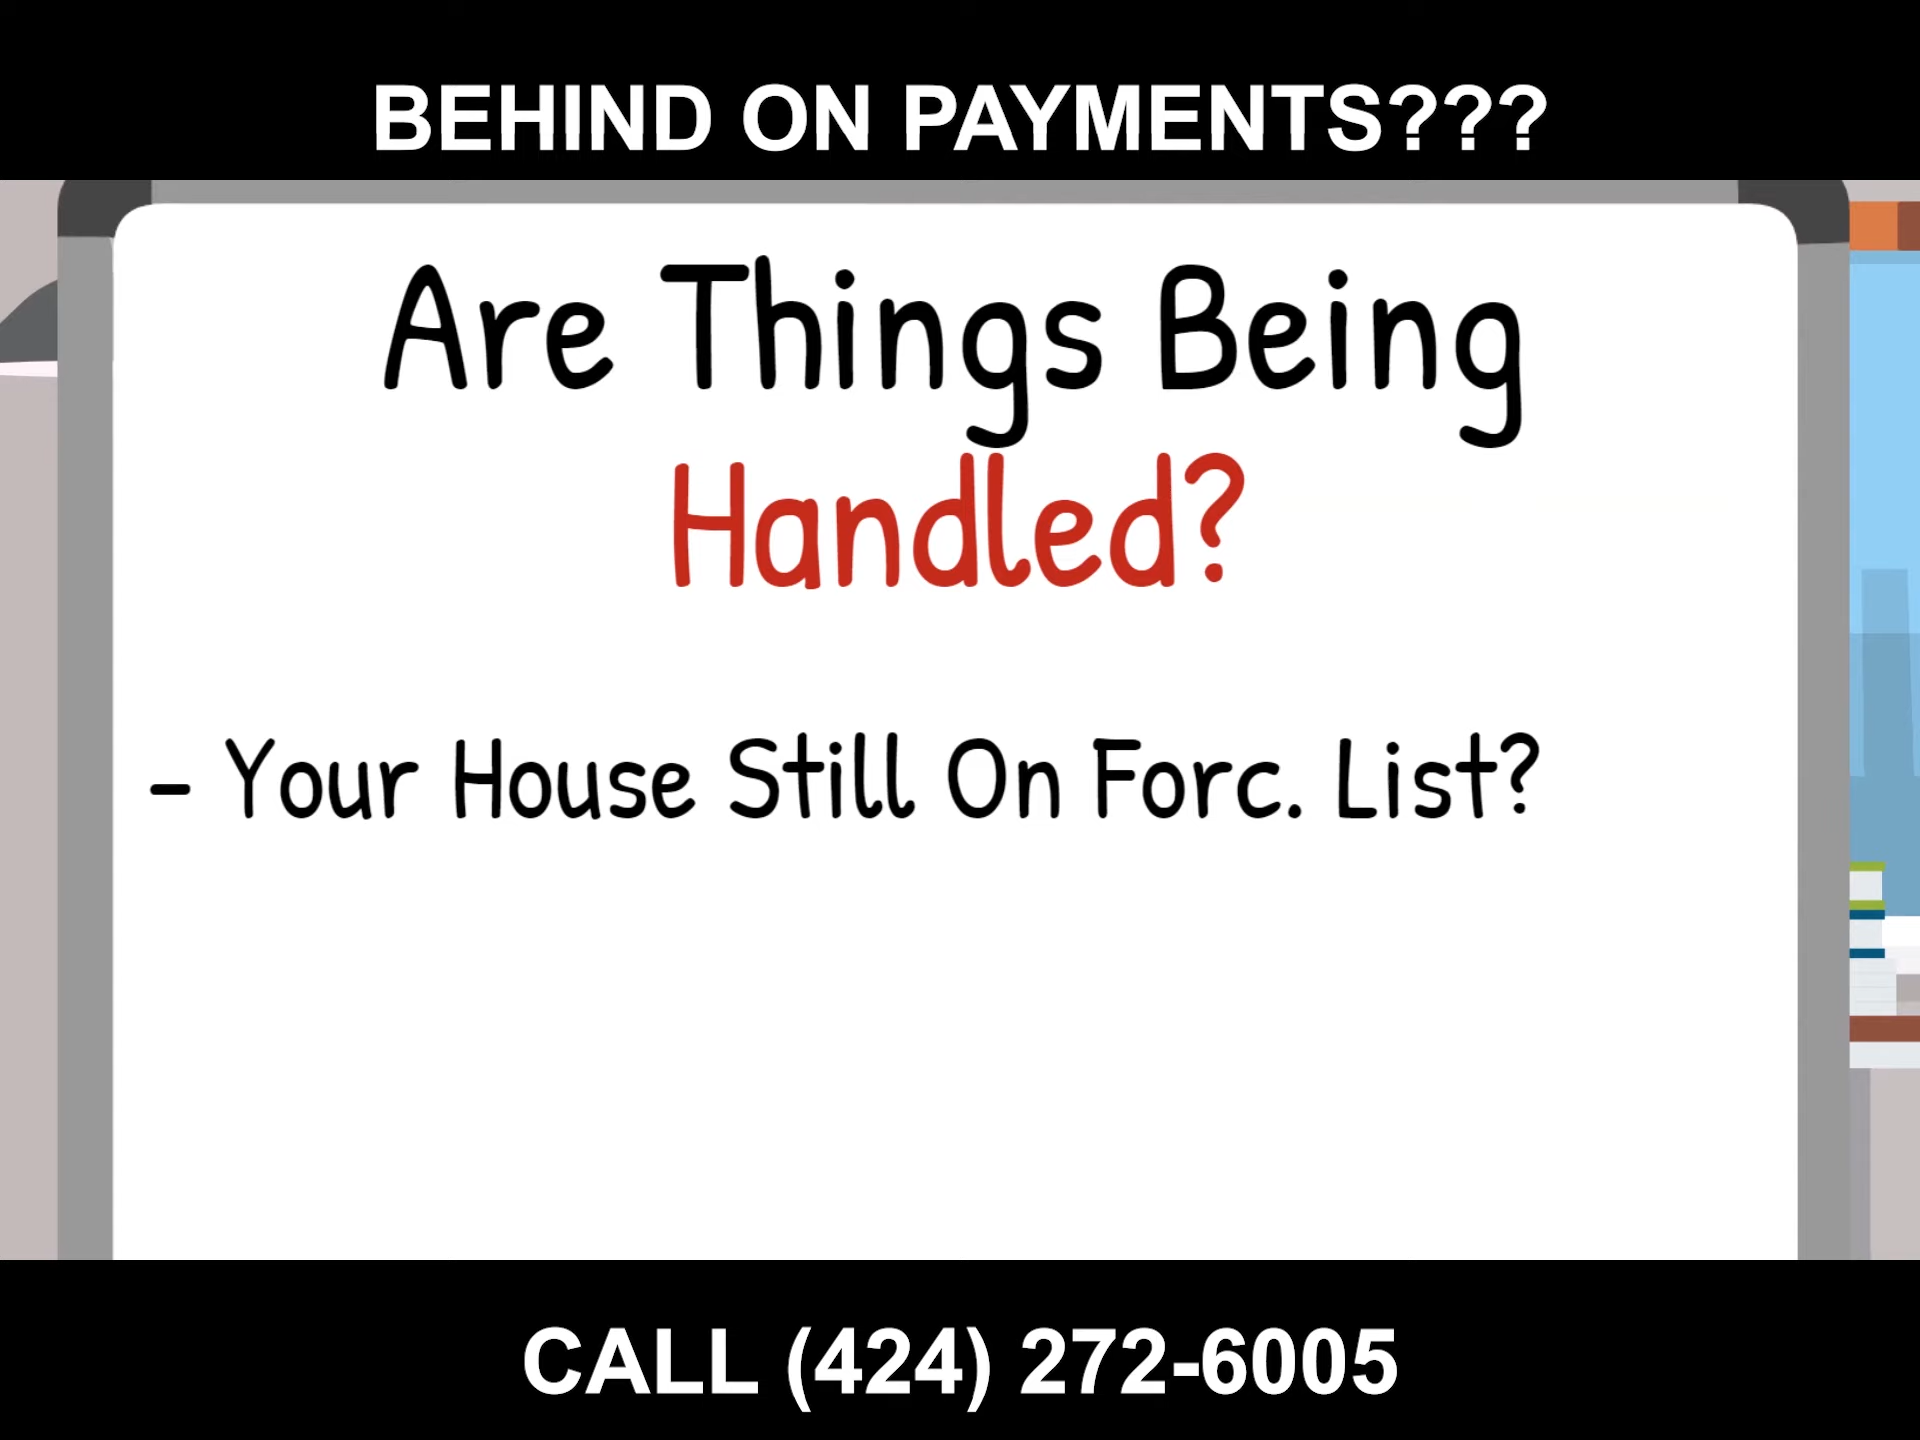 BEHIND ON PAYMENTS???
Are Things Being
Handled?
- Your House Still On Forc. List?
CALL (424) 272-6005